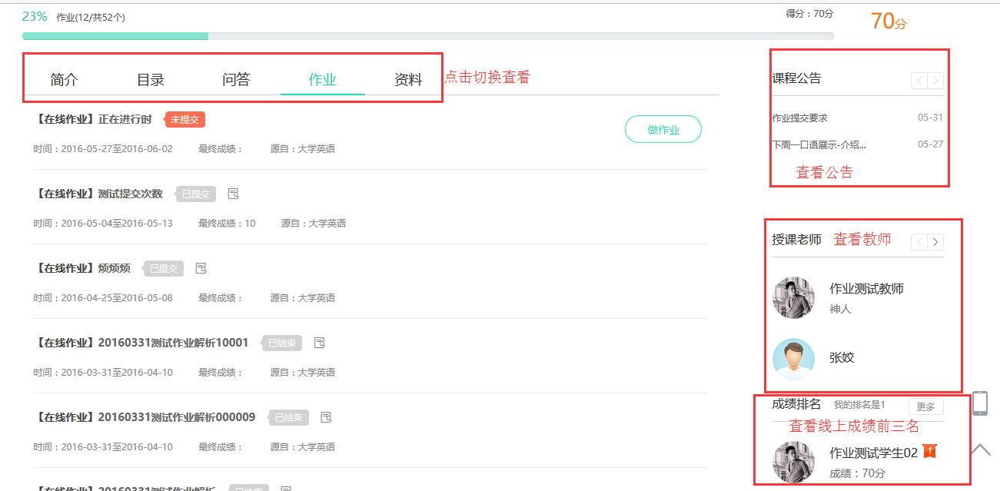 23% 作业(12/共52个)
得分：70分
70分
简介 目录 问答 作业 资料
点击切换查看
【在线作业】正在进行时 未提交
做作业
时间：2016-05-27至2016-06-02 最终成绩： 源自：大学英语
【在线作业】测试提交次数 已提交
时间：2016-05-04至2016-05-13 最终成绩：10 源自：大学英语
【在线作业】烦烦烦 已提交
时间：2016-04-25至2016-05-08 最终成绩： 源自：大学英语
【在线作业】20160331测试作业解析10001 已结束
时间：2016-03-31至2016-04-10 最终成绩： 源自：大学英语
【在线作业】20160331测试作业解析000009 已结束
时间：2016-03-31至2016-04-10 最终成绩： 源自：大学英语
【在线作业】20160331测试作业解析 已结束
课程公告
作业提交要求 05-31
下周一口语展示-介绍... 05-27
查看公告
授课老师 查看教师
作业测试教师
神人
张姣
成绩排名 我的排名是1 更多
查看线上成绩前三名
作业测试学生02 1
成绩：70分